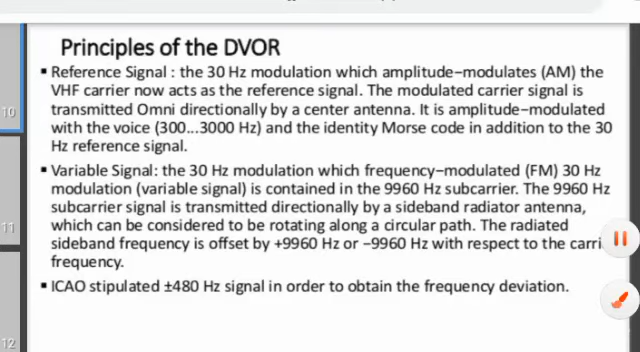 Principles of the DVOR
▪ Reference Signal : the 30 Hz modulation which amplitude−modulates (AM) the
VHF carrier now acts as the reference signal. The modulated carrier signal is
transmitted Omni directionally by a center antenna. It is amplitude−modulated
with the voice (300...3000 Hz) and the identity Morse code in addition to the 30
Hz reference signal.
▪ Variable Signal: the 30 Hz modulation which frequency−modulated (FM) 30 Hz
modulation (variable signal) is contained in the 9960 Hz subcarrier. The 9960 Hz
subcarrier signal is transmitted directionally by a sideband radiator antenna,
which can be considered to be rotating along a circular path. The radiated
sideband frequency is offset by +9960 Hz or −9960 Hz with respect to the carri
frequency.
▪ ICAO stipulated ±480 Hz signal in order to obtain the frequency deviation.
10
11
12